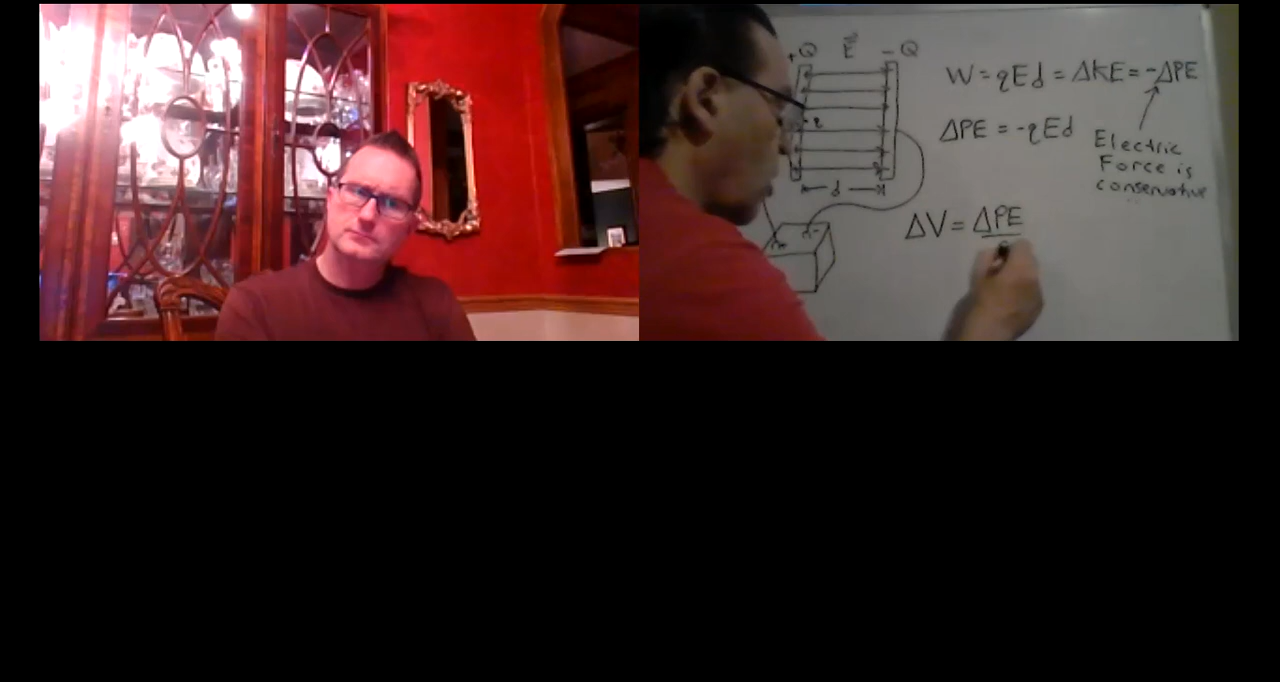 +Q E⃗ -Q
q
d
+ -
W = qEd = ΔKE = -ΔPE
ΔPE = -qEd
Electric
Force is
conservative
ΔV = ΔPE